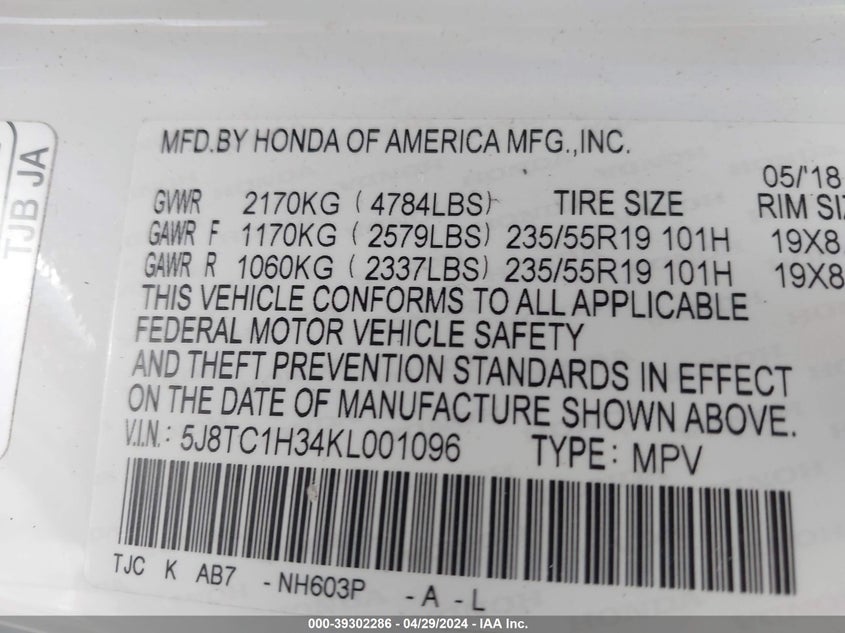 TJB JA
MFD.BY HONDA OF AMERICA MFG.,INC.
05/'18
GVWR 2170KG (4784LBS) TIRE SIZE RIM SIZ
GAWR F 1170KG (2579LBS) 235/55R19 101H 19X8
GAWR R 1060KG (2337LBS) 235/55R19 101H 19X8
THIS VEHICLE CONFORMS TO ALL APPLICABLE
FEDERAL MOTOR VEHICLE SAFETY
AND THEFT PREVENTION STANDARDS IN EFFECT
ON THE DATE OF MANUFACTURE SHOWN ABOVE.
V.I.N.: 5J8TC1H34KL001096 TYPE: MPV
TJC K AB7 -NH603P -A -L
000-39302286 - 04/29/2024 - IAA Inc.